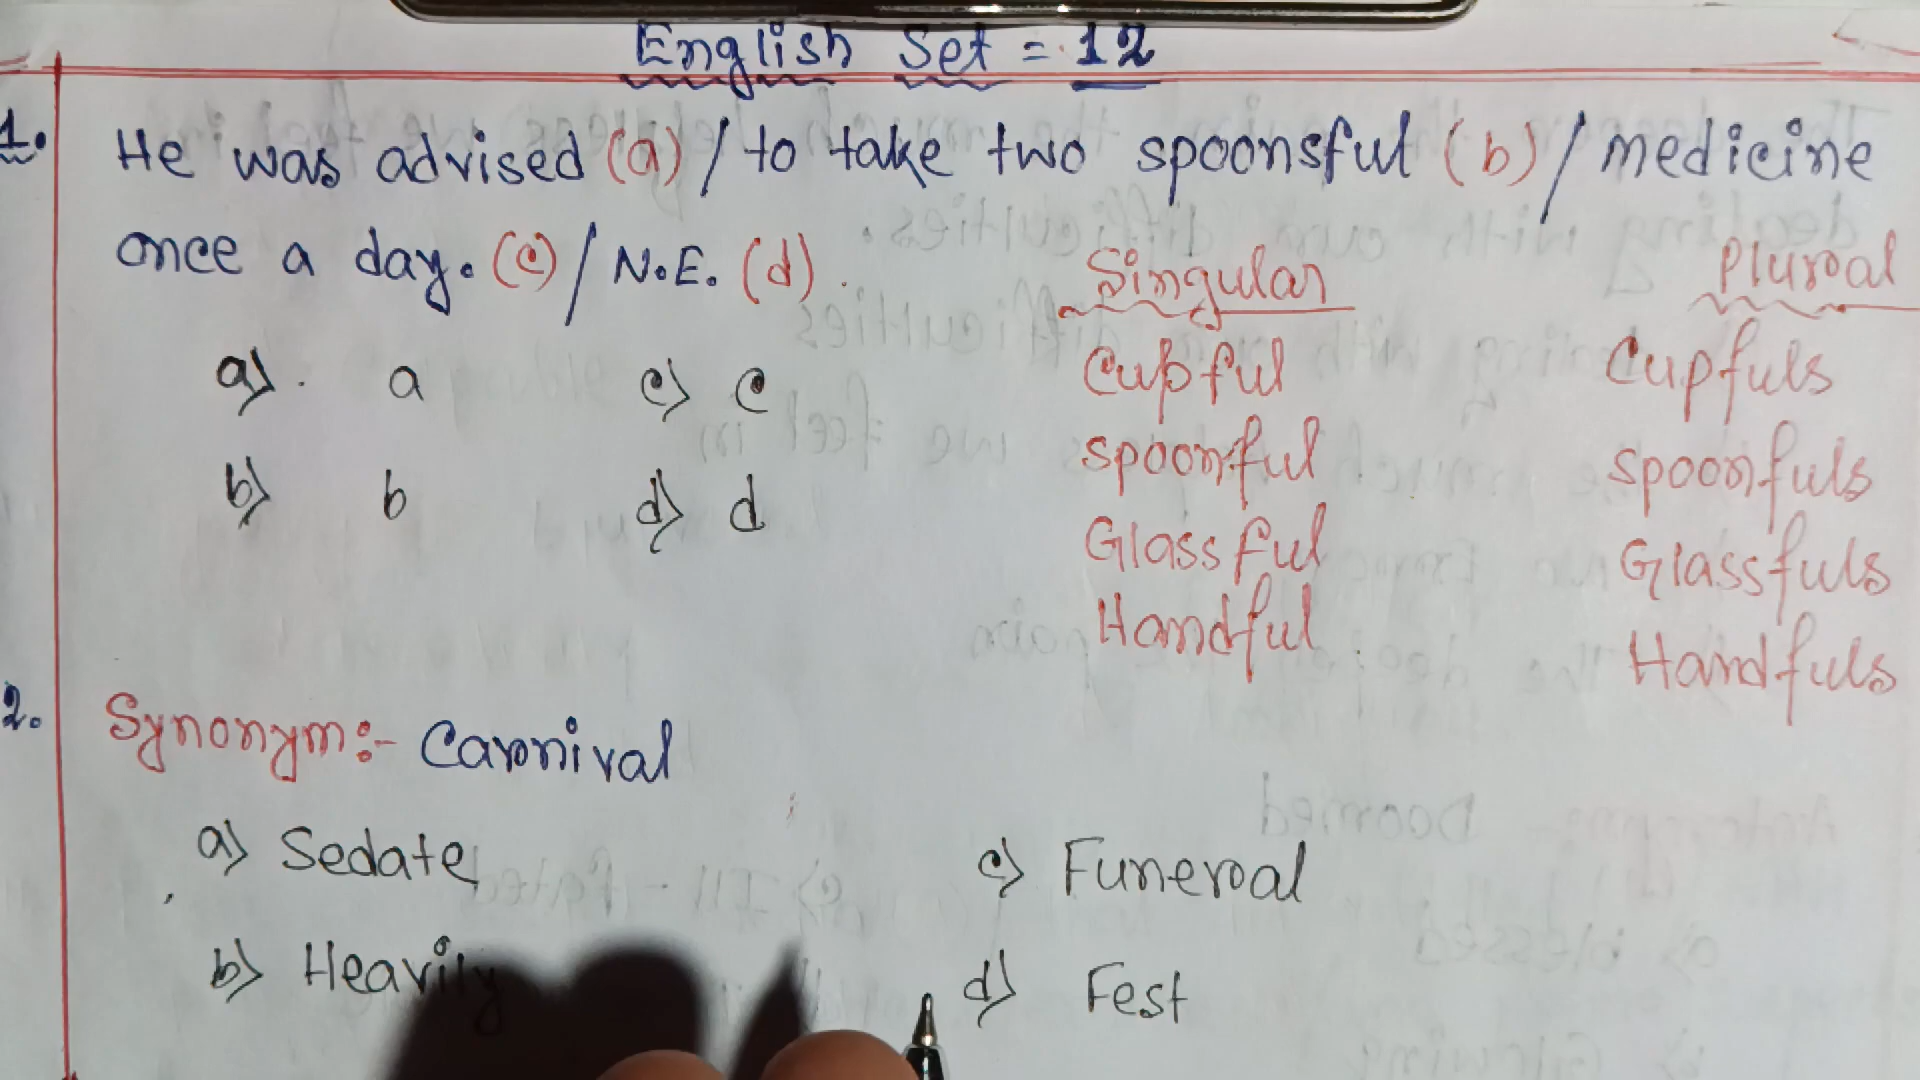 English Set = 12
1. He was advised (a) / to take two spoonsful (b) / medicine
once a day. (c) / N.E. (d).
Singular Plural
a) a c) c Cupful Cupfuls
b) b d) d Spoonful Spoonfuls
Glassful Glassfuls
Handful Handfuls
2. Synonym:- Carnival
a) Sedate c) Funeral
b) Heavily d) Fest